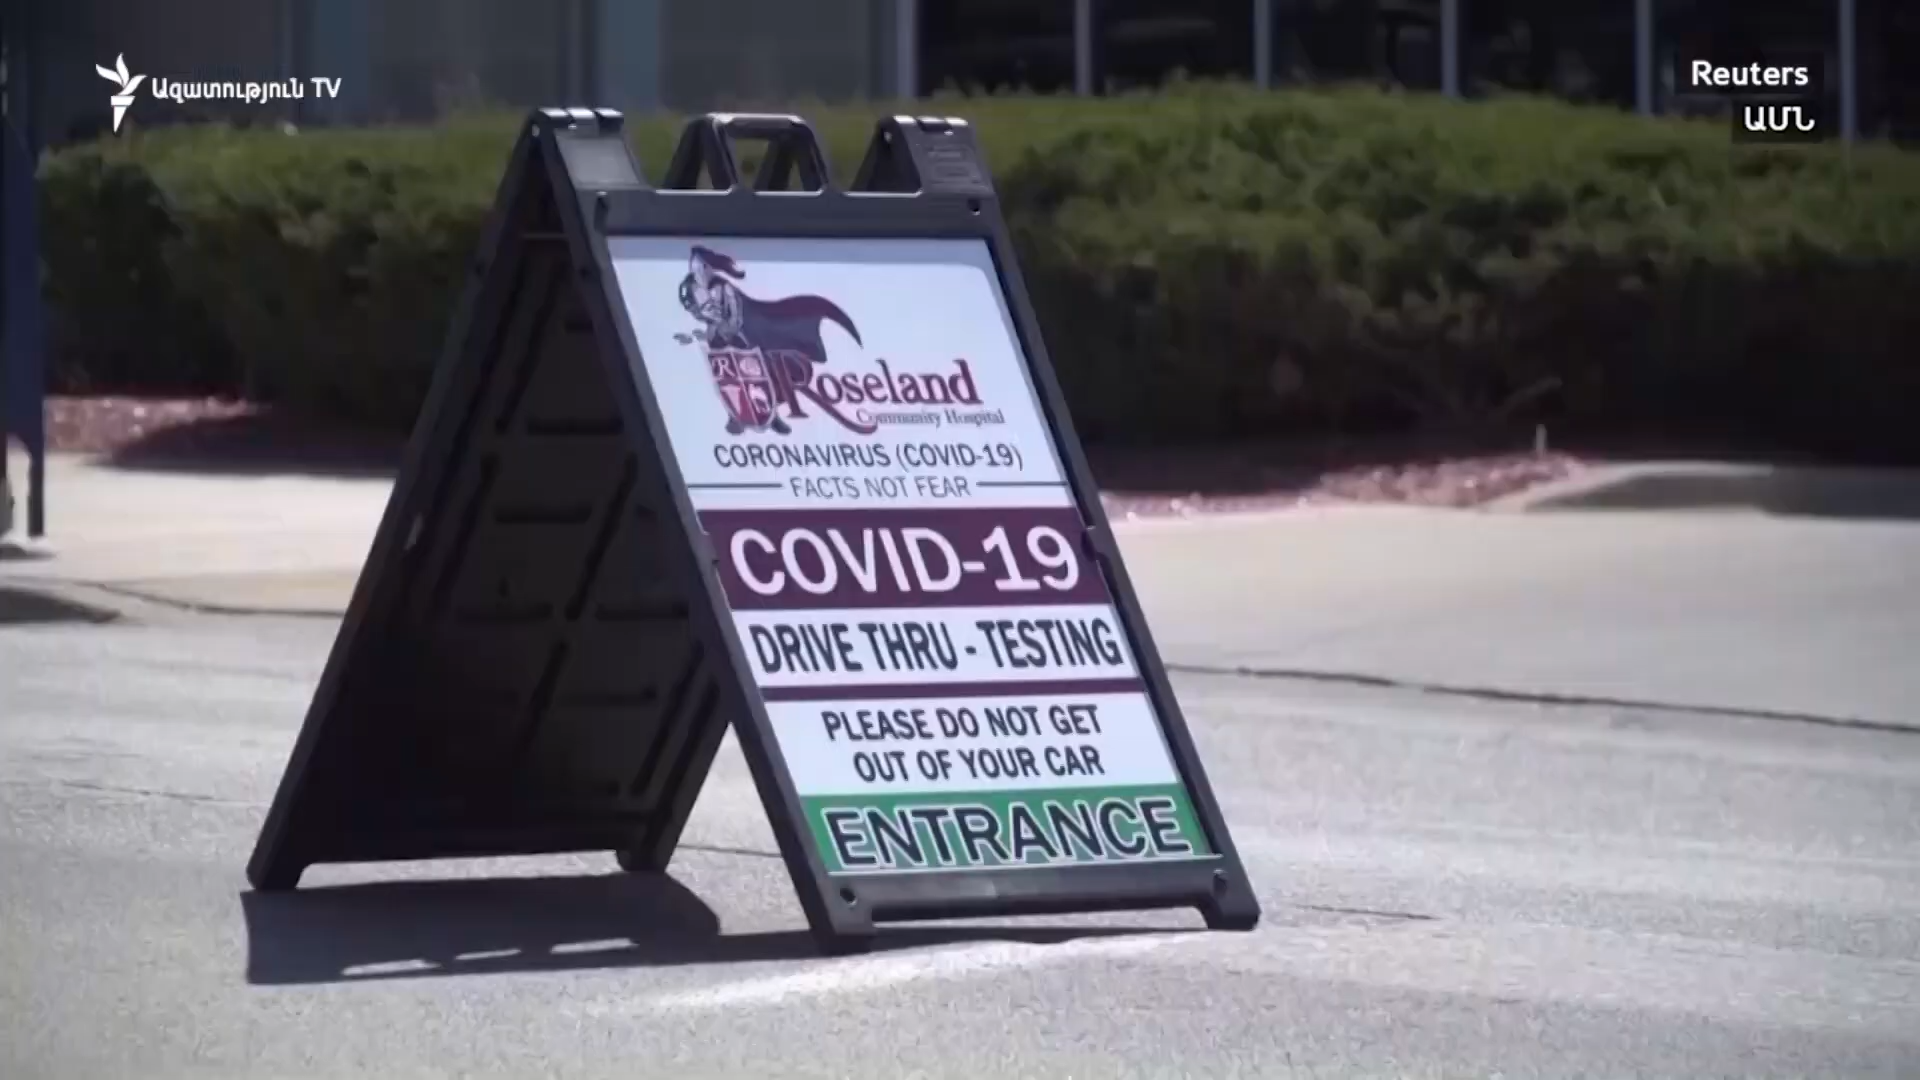 Ազատություն TV
Reuters
ԱՄՆ
R C
Roseland
Community Hospital
CORONAVIRUS (COVID-19)
FACTS NOT FEAR
COVID-19
DRIVE THRU - TESTING
PLEASE DO NOT GET
OUT OF YOUR CAR
ENTRANCE